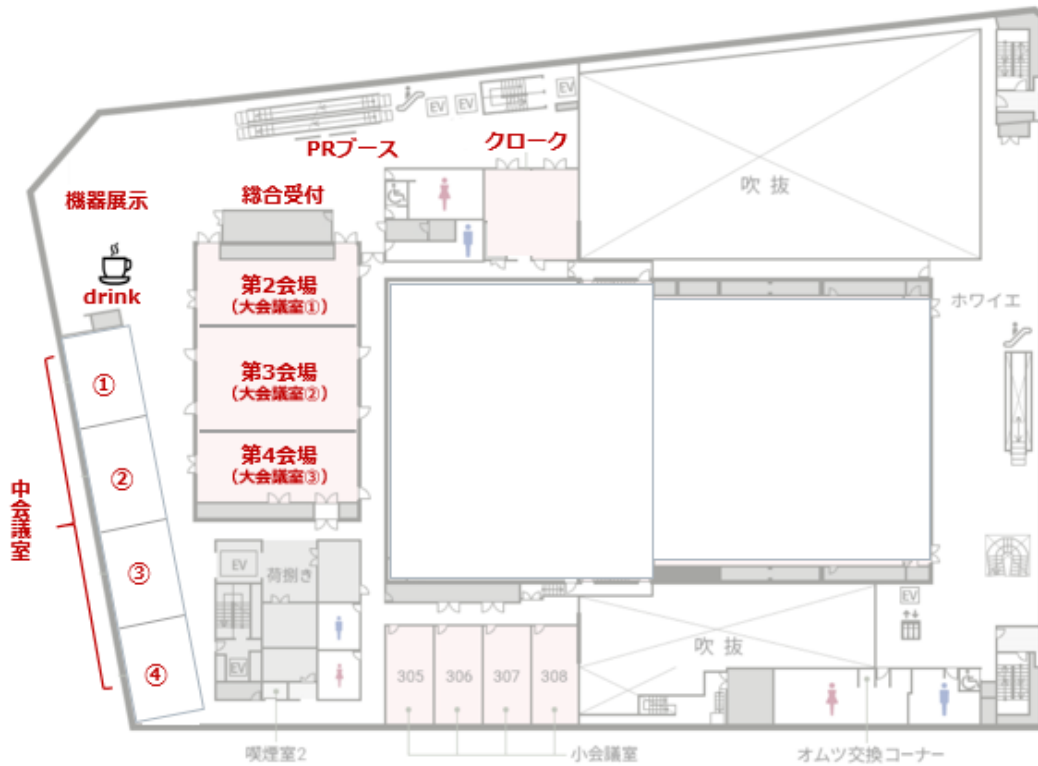 EV
EV
EV
PRブース
クローク
吹抜
機器展示
総合受付
drink
第2会場
(大会議室①)
ホワイエ
第3会場
(大会議室②)
①
第4会場
(大会議室③)
②
中会議室
③
EV
荷捌き
EV
④
EV
305
306
307
308
吹抜
喫煙室2
小会議室
オムツ交換コーナー